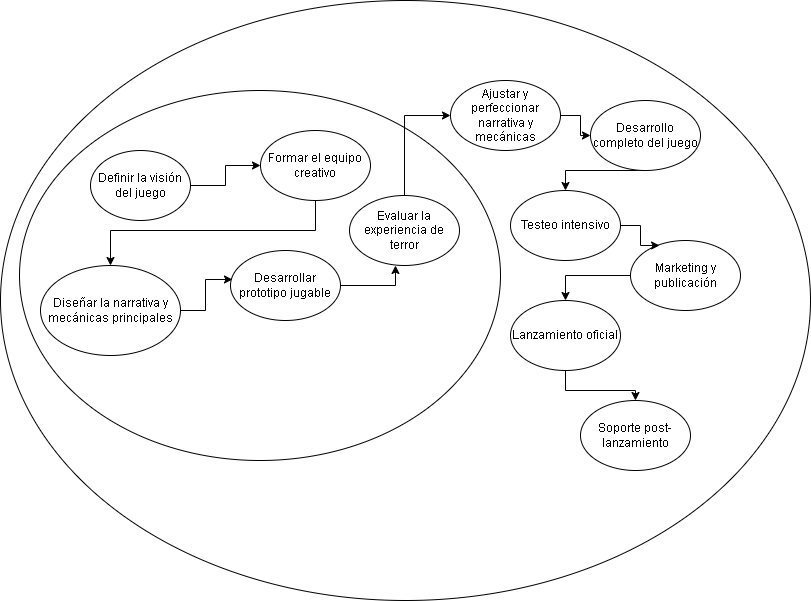 Definir la visión
del juego
Formar el equipo
creativo
Diseñar la narrativa y
mecánicas principales
Desarrollar
prototipo jugable
Evaluar la
experiencia de
terror
Ajustar y
perfeccionar
narrativa y
mecánicas
Desarrollo
completo del juego
Testeo intensivo
Marketing y
publicación
Lanzamiento oficial
Soporte post-
lanzamiento